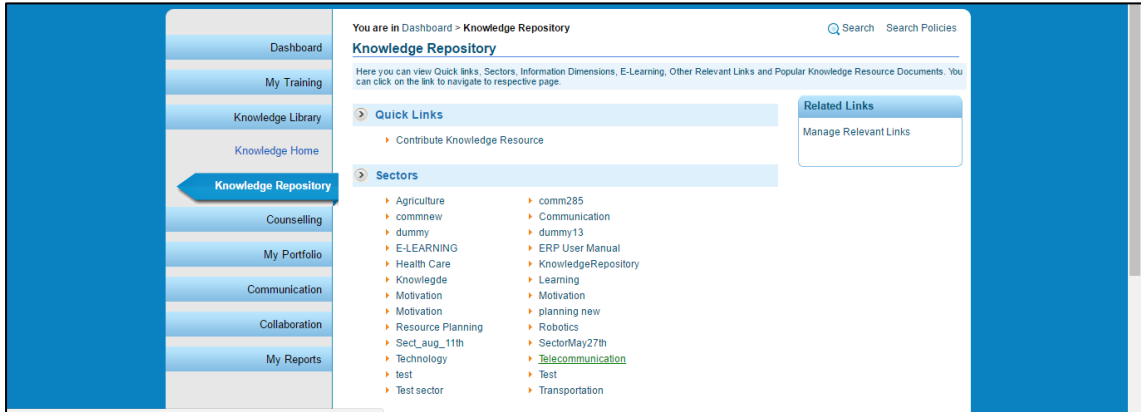 You are in Dashboard > Knowledge Repository
Search Search Policies
Dashboard
My Training
Knowledge Library
Knowledge Home
Knowledge Repository
Counselling
My Portfolio
Communication
Collaboration
My Reports
Knowledge Repository
Here you can view Quick links, Sectors, Information Dimensions, E-Learning, Other Relevant Links and Popular Knowledge Resource Documents. You
can click on the link to navigate to respective page.
Quick Links
Contribute Knowledge Resource
Related Links
Manage Relevant Links
Sectors
Agriculture comm285
commnew Communication
dummy dummy13
E-LEARNING ERP User Manual
Health Care KnowledgeRepository
Knowlegde Learning
Motivation Motivation
Motivation planning new
Resource Planning Robotics
Sect_aug_11th SectorMay27th
Technology Telecommunication
test Test
Test sector Transportation